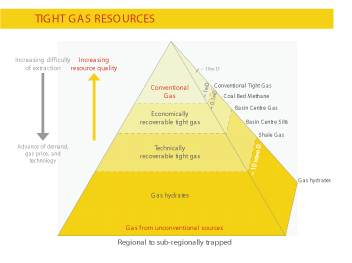 TIGHT GAS RESOURCES
Increasing difficulty
of extraction
Increasing
resource quality
Conventional
Gas
Economically
recoverable tight gas
Technically
recoverable tight gas
Gas hydrates
Gas from unconventional sources
Regional to sub-regionally trapped
Advance of demand,
gas price, and
technology
Conventional Tight Gas
Coal Bed Methane
Basin Centre Gas
Basin Centre Silts
Shale Gas
Gas hydrates